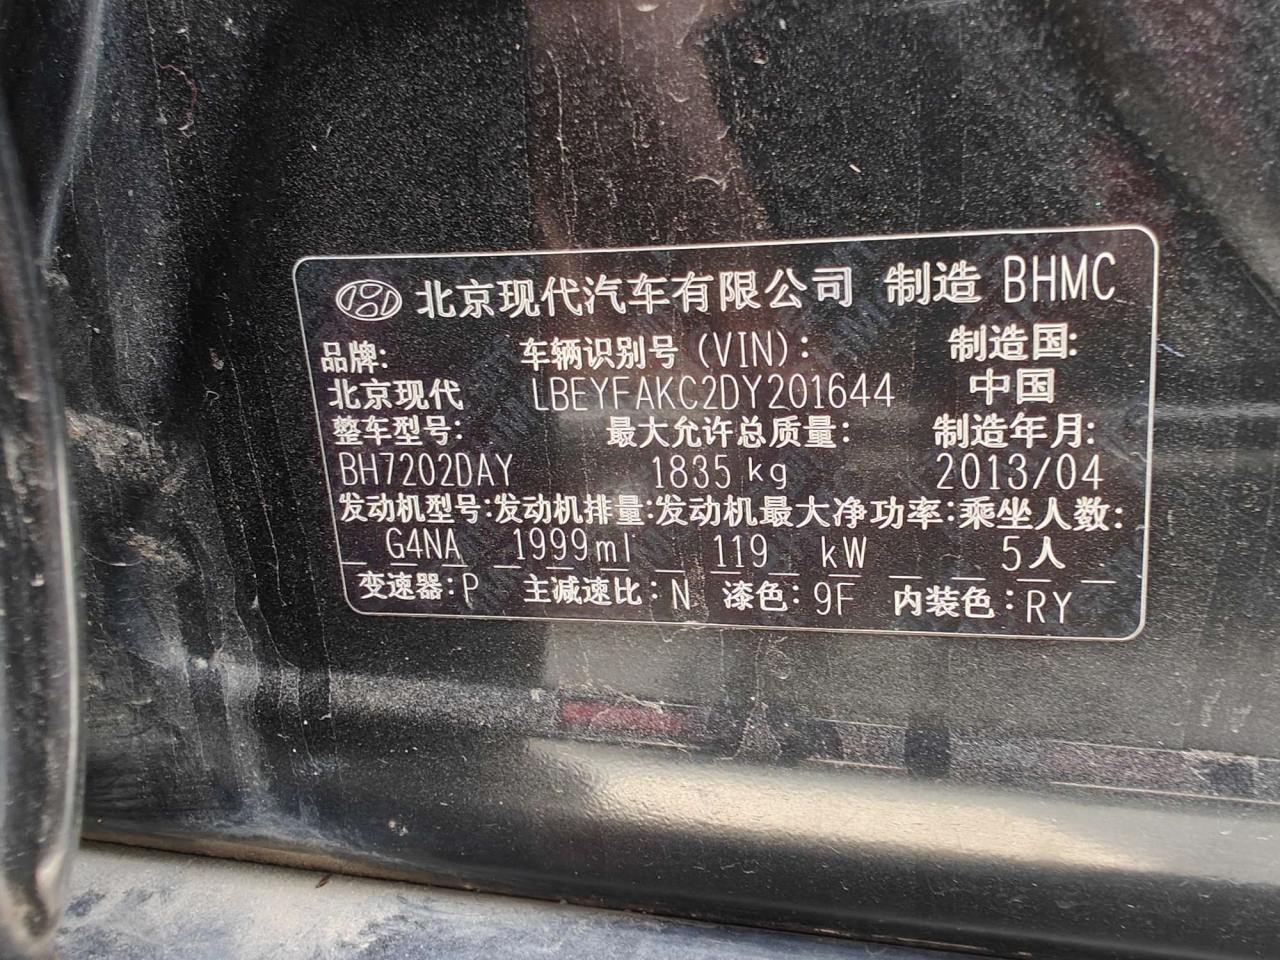 北京现代汽车有限公司 制造 BHMC
品牌: 车辆识别号(VIN): 制造国:
北京现代 LBEYFAKC2DY201644 中国
整车型号: 最大允许总质量: 制造年月:
BH7202DAY 1835 kg 2013/04
发动机型号:发动机排量:发动机最大净功率:乘坐人数:
G4NA 1999ml 119 kW 5人
变速器:P 主减速比:N 漆色:9F 内装色:RY